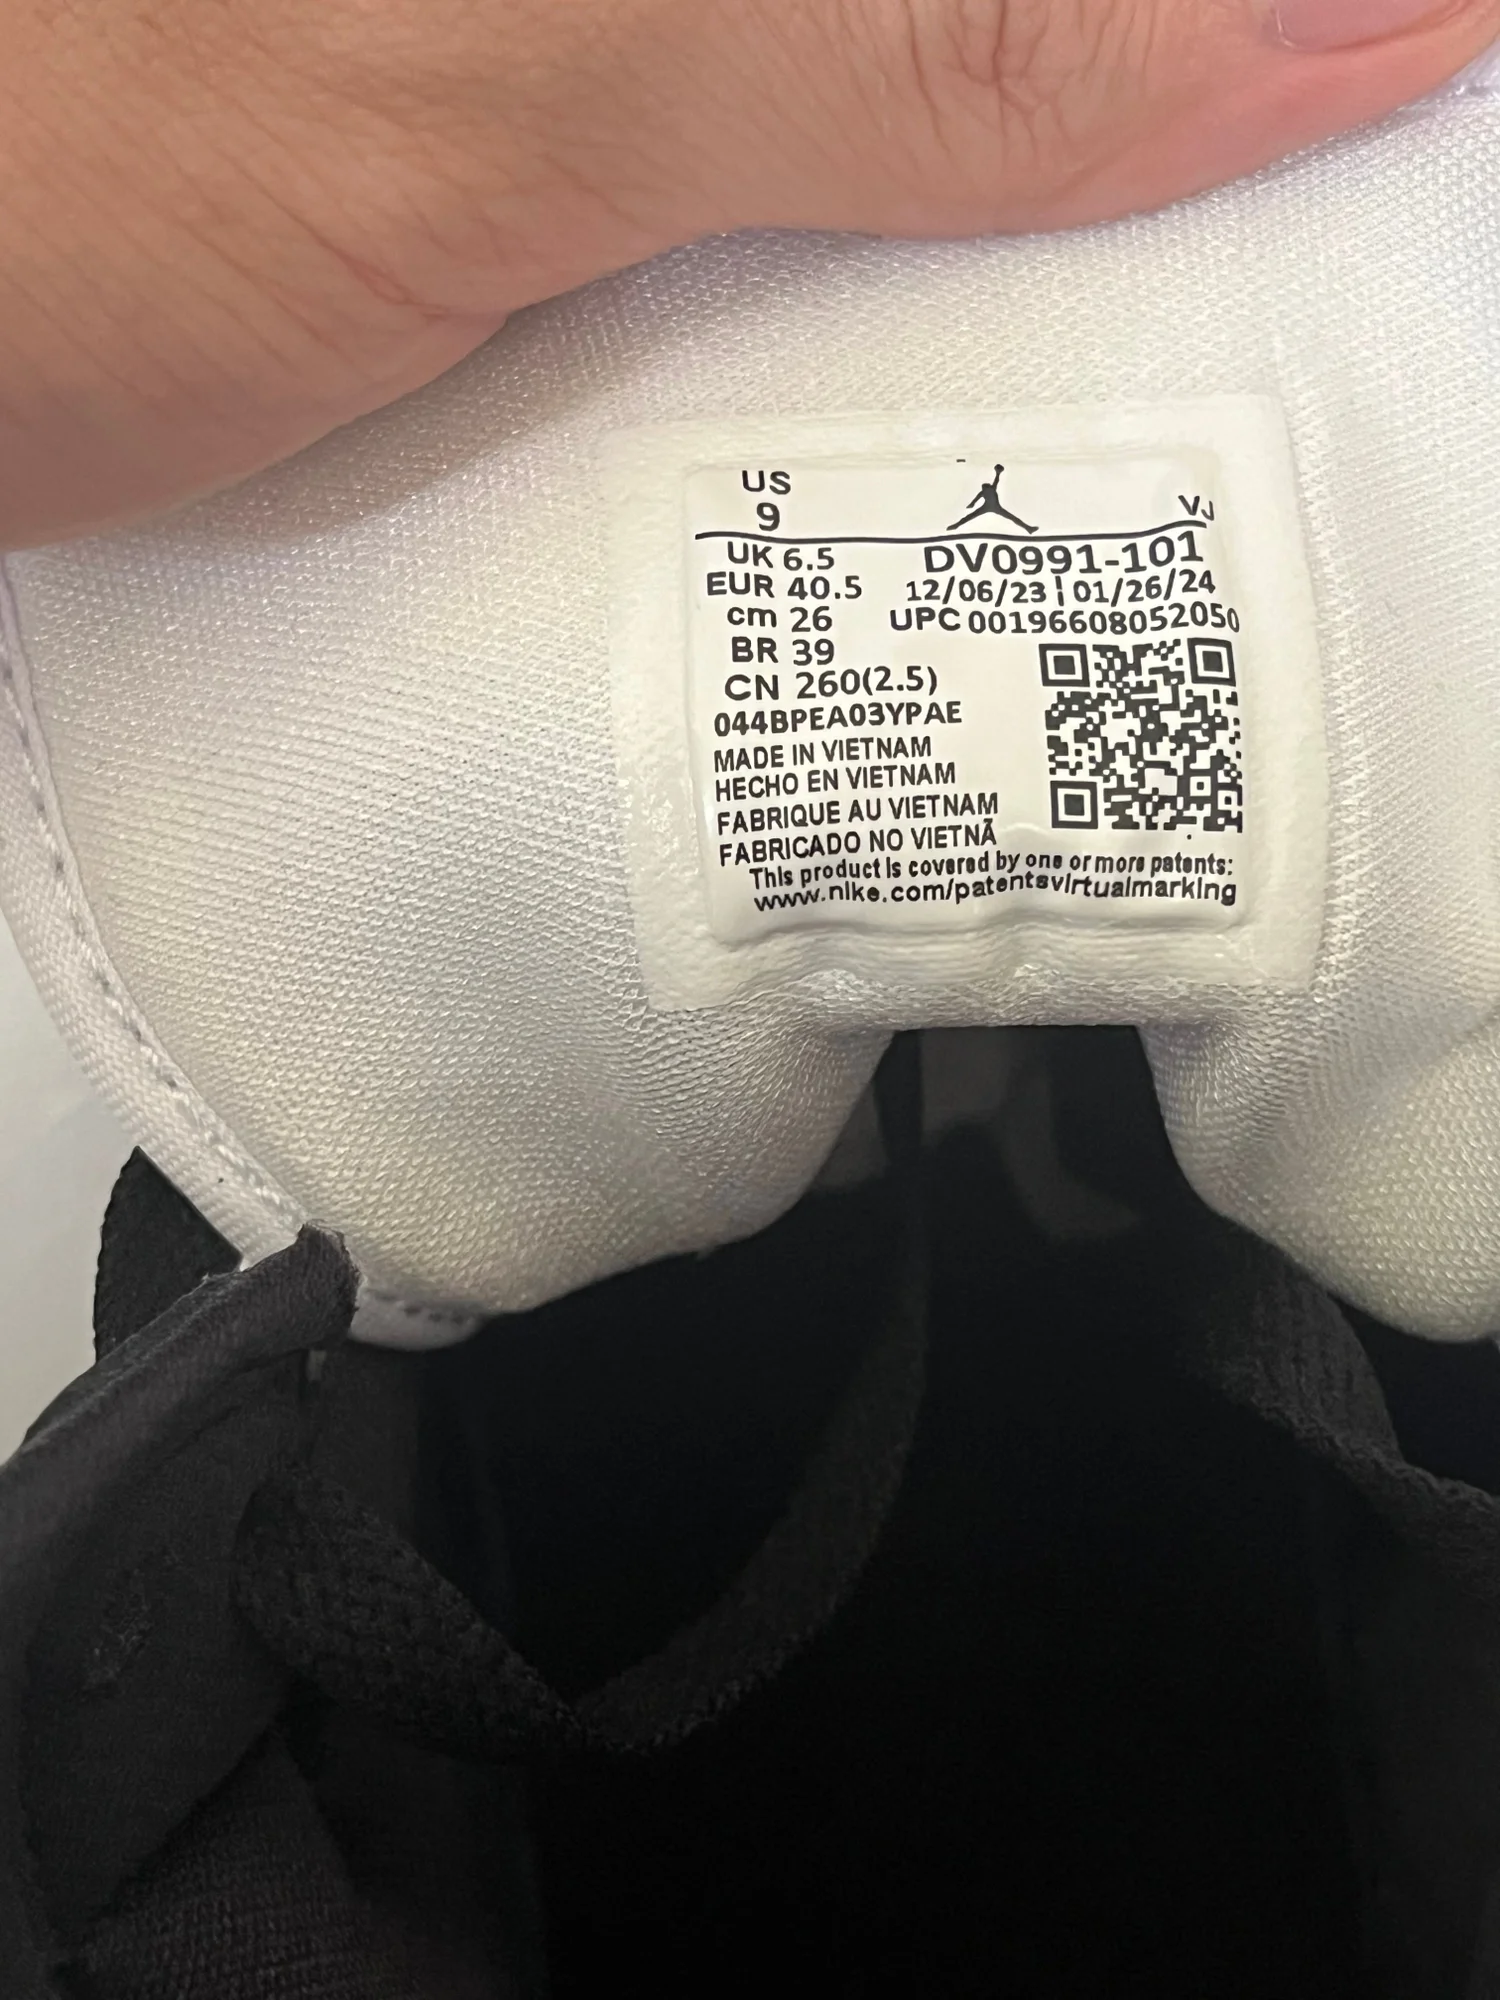 US
9
VJ
UK 6.5
DV0991-101
EUR 40.5
12/06/23 ¦ 01/26/24
cm 26
UPC 00196608052050
BR 39
CN 260(2.5)
044BPEA03YPAE
MADE IN VIETNAM
HECHO EN VIETNAM
FABRIQUE AU VIETNAM
FABRICADO NO VIETNÃ
This product is covered by one or more patents:
www.nike.com/patentsvirtualmarking